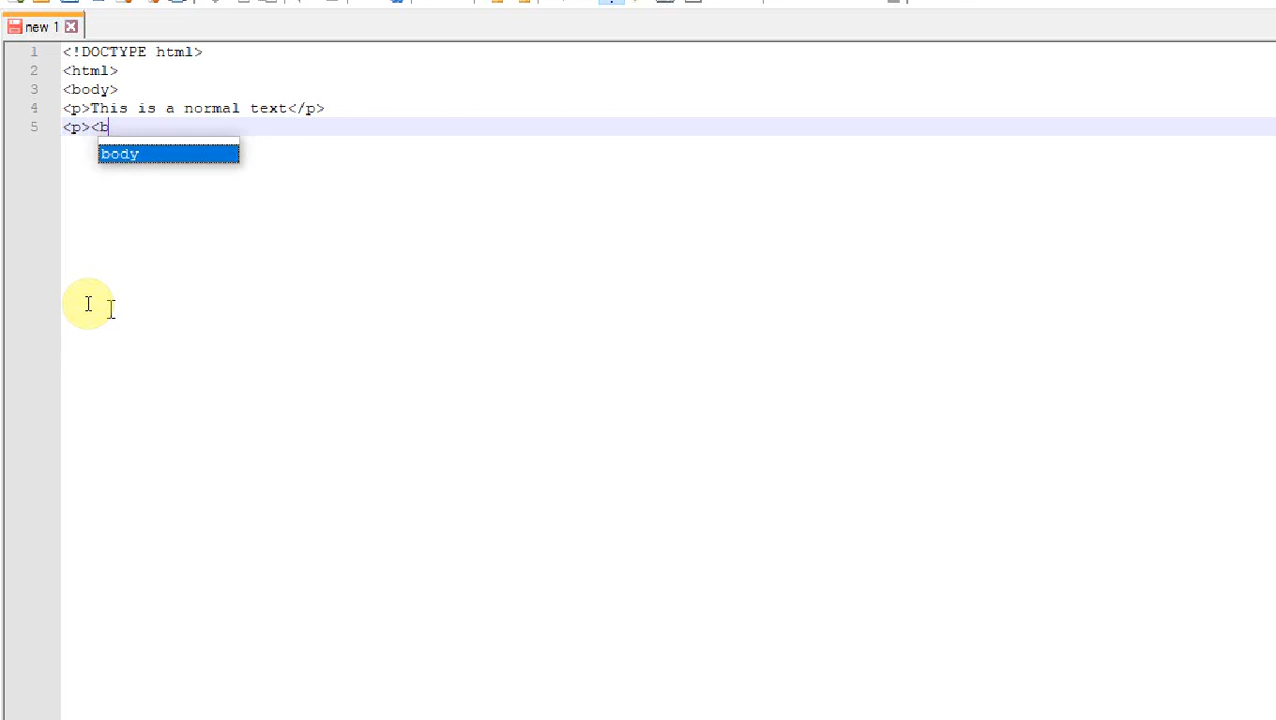 new 1
1 <!DOCTYPE html>
2 <html>
3 <body>
4 <p>This is a normal text</p>
5 <p><b
body